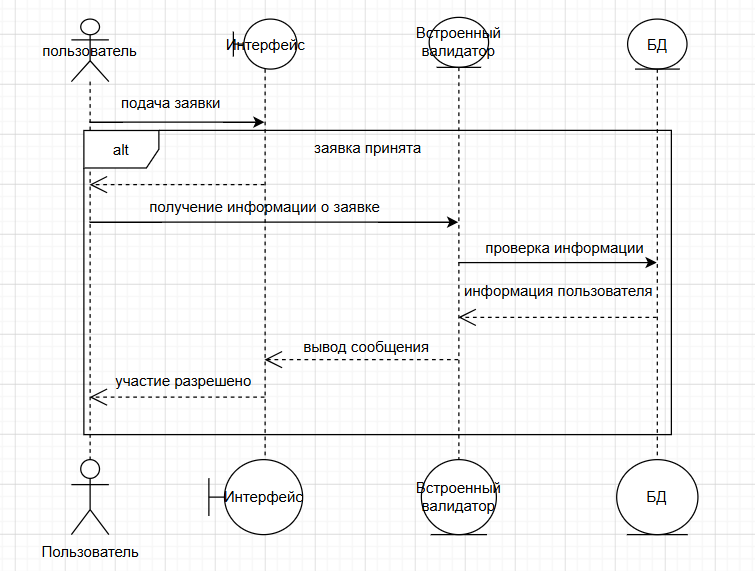 пользователь
Интерфейс
Встроенный
валидатор
БД
подача заявки
alt
заявка принята
получение информации о заявке
проверка информации
информация пользователя
вывод сообщения
участие разрешено
Пользователь
Интерфейс
Встроенный
валидатор
БД